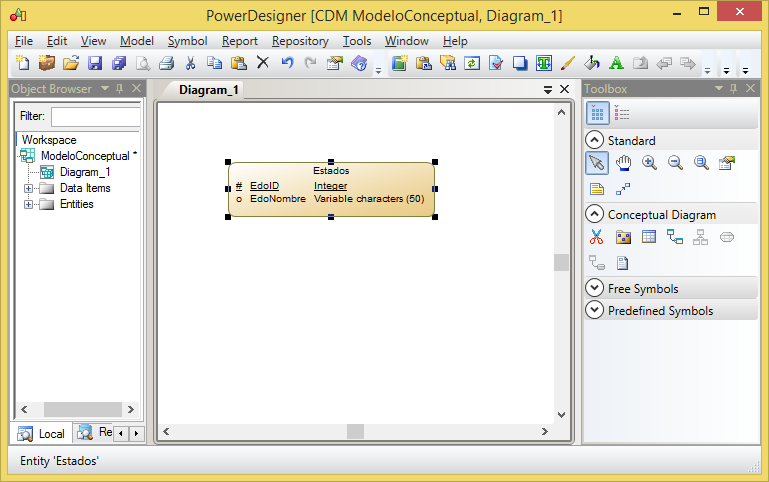 PowerDesigner [CDM ModeloConceptual, Diagram_1]
File Edit View Model Symbol Report Repository Tools Window Help
Object Browser
Filter:
Workspace
ModeloConceptual *
Diagram_1
Data Items
Entities
Local
Re
Diagram_1
Estados
# EdoID Integer
o EdoNombre Variable characters (50)
Toolbox
Standard
Conceptual Diagram
Free Symbols
Predefined Symbols
Entity 'Estados'